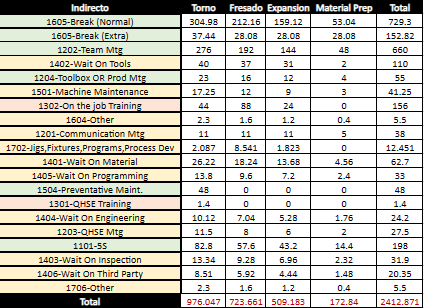 Indirecto Torno Fresado Expansion Material Prep Total
1605-Break (Normal) 304.98 212.16 159.12 53.04 729.3
1605-Break (Extra) 37.44 28.08 28.08 28.08 152.82
1202-Team Mtg 276 192 144 48 660
1402-Wait On Tools 40 37 31 2 110
1204-Toolbox OR Prod Mtg 23 16 12 4 55
1501-Machine Maintenance 17.25 12 9 3 41.25
1302-On the job Training 44 88 24 0 156
1604-Other 2.3 1.6 1.2 0.4 5.5
1201-Communication Mtg 11 11 11 5 38
1702-Jigs,Fixtures,Programs,Process Dev 2.087 8.541 1.823 0 12.451
1401-Wait On Material 26.22 18.24 13.68 4.56 62.7
1405-Wait On Programming 13.8 9.6 7.2 2.4 33
1504-Preventative Maint. 48 0 0 0 48
1301-QHSE Training 1.4 0 0 0 1.4
1404-Wait On Engineering 10.12 7.04 5.28 1.76 24.2
1203-QHSE Mtg 11.5 8 6 2 27.5
1101-5S 82.8 57.6 43.2 14.4 198
1403-Wait On Inspection 13.34 9.28 6.96 2.32 31.9
1406-Wait On Third Party 8.51 5.92 4.44 1.48 20.35
1706-Other 2.3 1.6 1.2 0.4 5.5
Total 976.047 723.661 509.183 172.84 2412.871